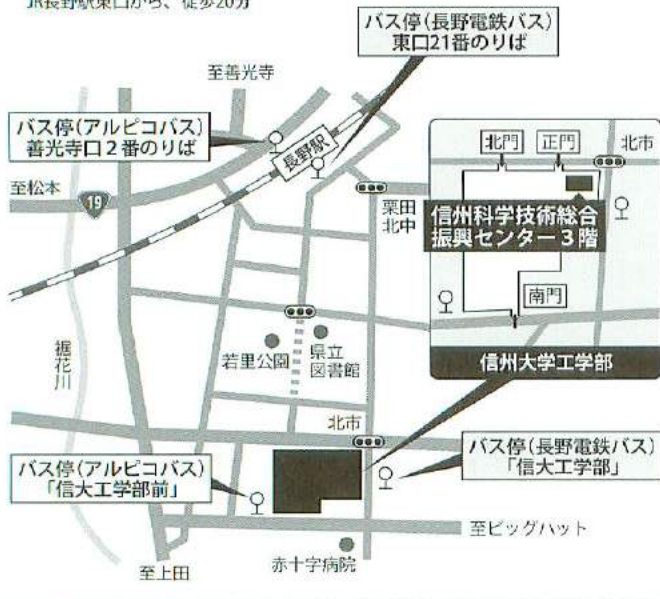 JR長野駅東口から、徒歩20分
バス停(長野電鉄バス)
東口21番のりば
至善光寺
バス停(アルピコバス)
善光寺口2番のりば
長野駅
至松本
19
栗田
北中
北門
正門
北市
信州科学技術総合
振興センター3階
南門
信州大学工学部
裾花川
若里公園
県立
図書館
北市
バス停(アルピコバス)
「信大工学部前」
バス停(長野電鉄バス)
「信大工学部」
至ビッグハット
赤十字病院
至上田